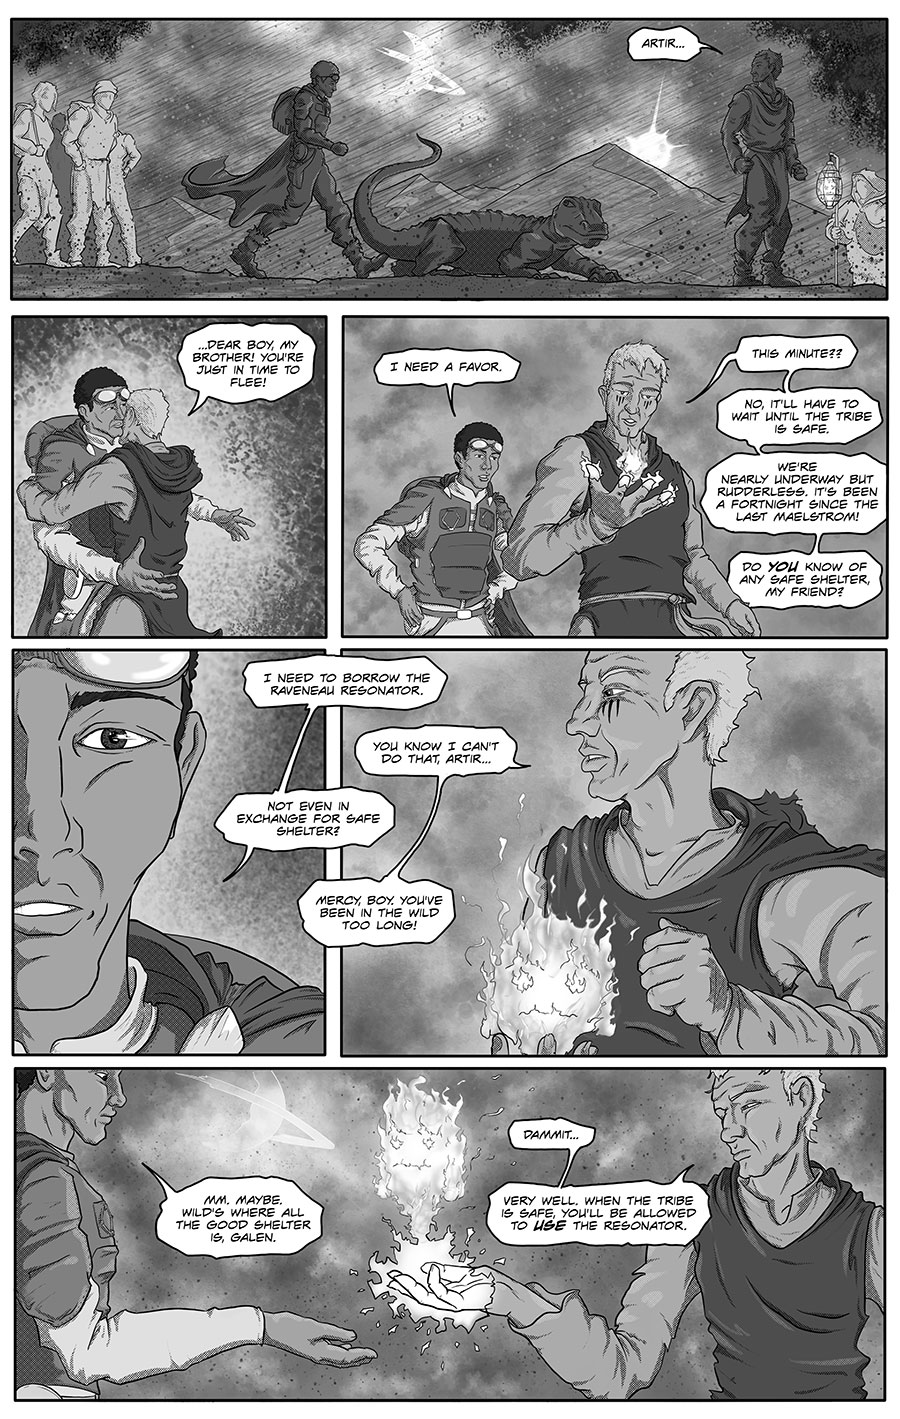 ARTIR...
...DEAR BOY, MY
BROTHER! YOU'RE
JUST IN TIME TO
FLEE!
I NEED A FAVOR.
THIS MINUTE??
NO, IT'LL HAVE TO
WAIT UNTIL THE TRIBE
IS SAFE.
WE'RE
NEARLY UNDERWAY BUT
RUDDERLESS. IT'S BEEN
A FORTNIGHT SINCE THE
LAST MAELSTROM!
DO YOU KNOW OF
ANY SAFE SHELTER,
MY FRIEND?
I NEED TO BORROW THE
RAVENEAU RESONATOR.
YOU KNOW I CAN'T
DO THAT, ARTIR...
NOT EVEN IN
EXCHANGE FOR SAFE
SHELTER?
MERCY, BOY. YOU'VE
BEEN IN THE WILD
TOO LONG!
MM. MAYBE.
WILD'S WHERE ALL
THE GOOD SHELTER
IS, GALEN.
DAMMIT...
VERY WELL. WHEN THE TRIBE
IS SAFE, YOU'LL BE ALLOWED
TO USE THE RESONATOR.